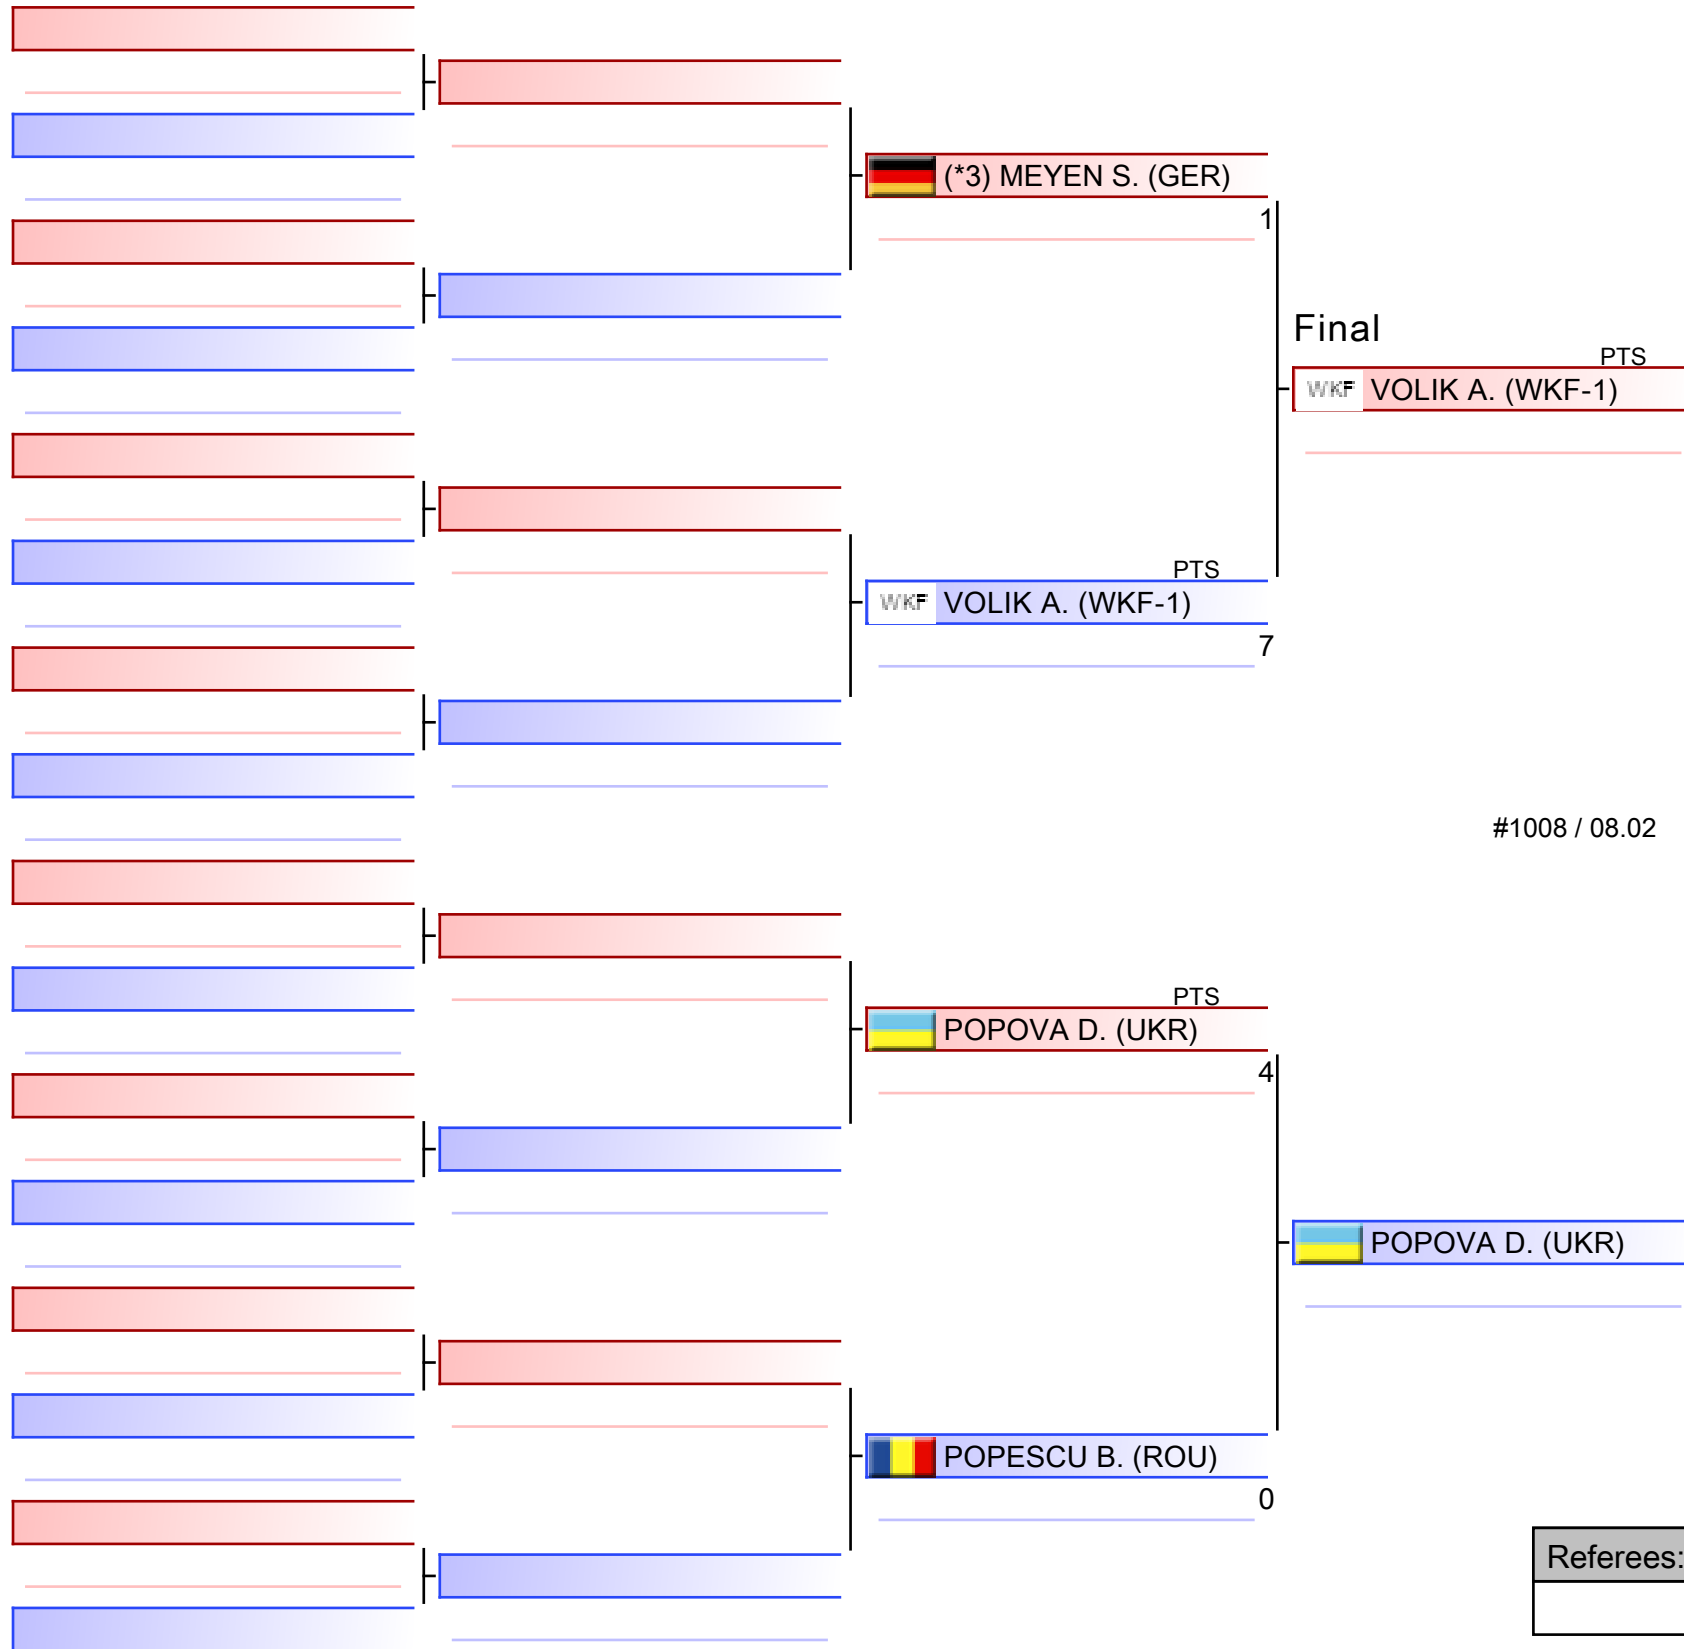 (*3) MEYEN S. (GER)
1
Final
PTS
WKF VOLIK A. (WKF-1)
PTS
WKF VOLIK A. (WKF-1)
7
#1008 / 08.02
PTS
POPOVA D. (UKR)
4
POPOVA D. (UKR)
POPESCU B. (ROU)
0
Referees: